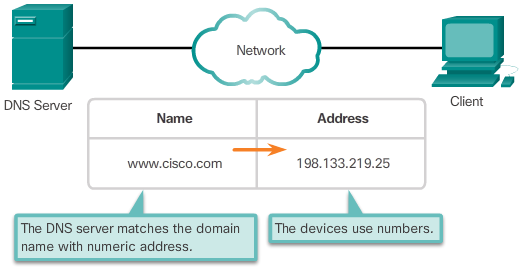 Network
DNS Server
Client
Name
Address
www.cisco.com
198.133.219.25
The DNS server matches the domain
name with numeric address.
The devices use numbers.